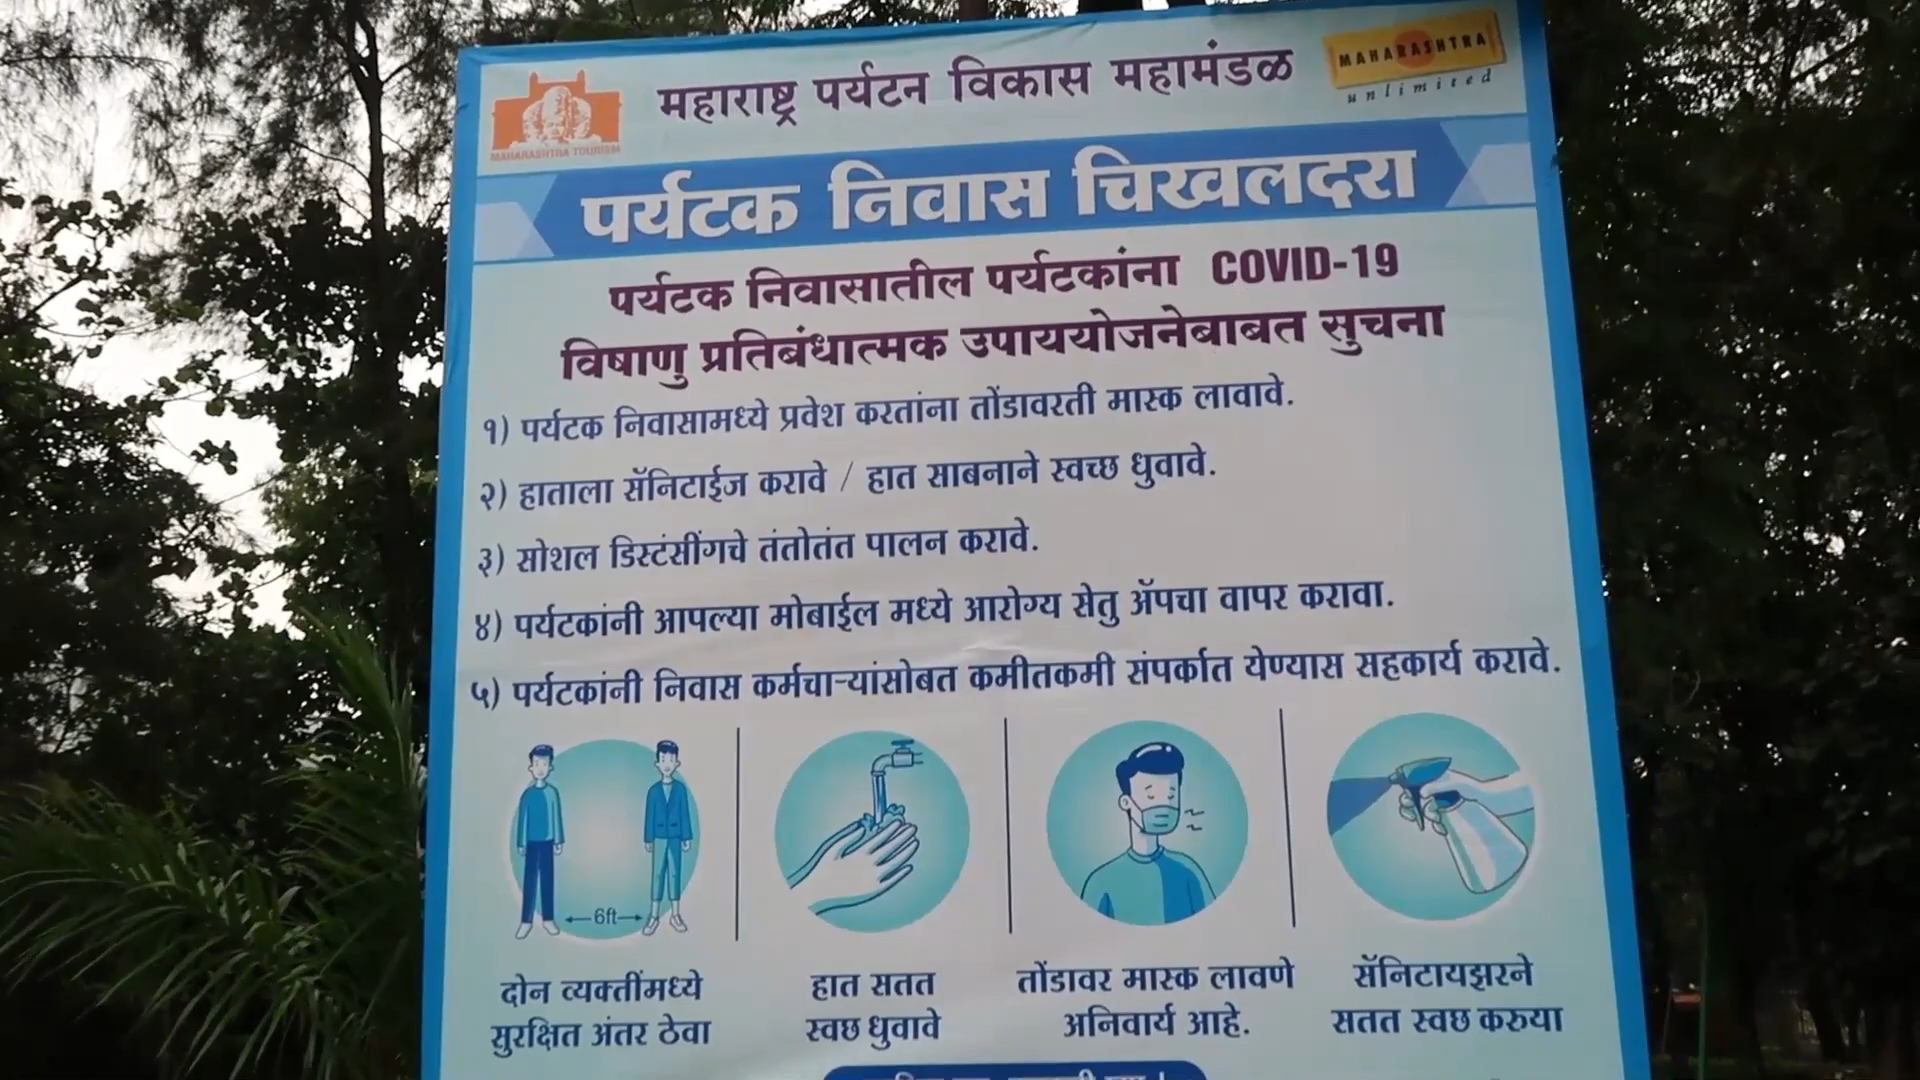 महाराष्ट्र पर्यटन विकास महामंडळ
MAHARASHTRA
unlimited
MAHARASHTRA TOURISM
पर्यटक निवास चिखलदरा
पर्यटक निवासातील पर्यटकांना COVID-19
विषाणु प्रतिबंधात्मक उपाययोजनेबाबत सुचना
१) पर्यटक निवासामध्ये प्रवेश करतांना तोंडावरती मास्क लावावे.
२) हाताला सॅनिटाईज करावे / हात साबनाने स्वच्छ धुवावे.
३) सोशल डिस्टंसींगचे तंतोतंत पालन करावे.
४) पर्यटकांनी आपल्या मोबाईल मध्ये आरोग्य सेतु ॲपचा वापर करावा.
५) पर्यटकांनी निवास कर्मचाऱ्यांसोबत कमीतकमी संपर्कात येण्यास सहकार्य करावे.
6ft
दोन व्यक्तींमध्ये
सुरक्षित अंतर ठेवा
हात सतत
स्वछ धुवावे
तोंडावर मास्क लावणे
अनिवार्य आहे.
सॅनिटायझरने
सतत स्वछ करुया